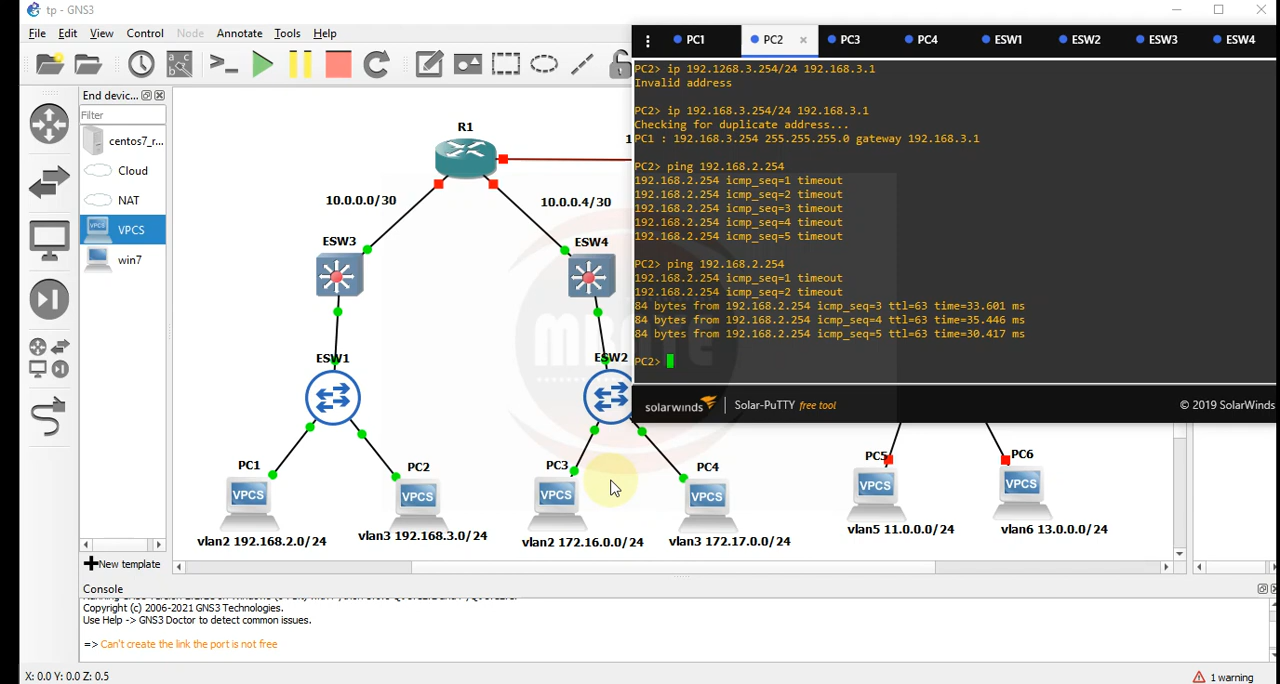 tp - GNS3
File Edit View Control Node Annotate Tools Help
End devic...
Filter
centos7_r...
Cloud
NAT
VPCS
win7
New template
R1
10.0.0.0/30
10.0.0.4/30
ESW3
ESW4
ESW1
ESW2
PC1
PC2
PC3
PC4
PC5
PC6
VPCS
VPCS
VPCS
VPCS
VPCS
VPCS
vlan2 192.168.2.0/24
vlan3 192.168.3.0/24
vlan2 172.16.0.0/24
vlan3 172.17.0.0/24
vlan5 11.0.0.0/24
vlan6 13.0.0.0/24
PC1 PC2 PC3 PC4 ESW1 ESW2 ESW3 ESW4
PC2> ip 192.1268.3.254/24 192.168.3.1
Invalid address
PC2> ip 192.168.3.254/24 192.168.3.1
Checking for duplicate address...
PC1 : 192.168.3.254 255.255.255.0 gateway 192.168.3.1
PC2> ping 192.168.2.254
192.168.2.254 icmp_seq=1 timeout
192.168.2.254 icmp_seq=2 timeout
192.168.2.254 icmp_seq=3 timeout
192.168.2.254 icmp_seq=4 timeout
192.168.2.254 icmp_seq=5 timeout
PC2> ping 192.168.2.254
192.168.2.254 icmp_seq=1 timeout
192.168.2.254 icmp_seq=2 timeout
84 bytes from 192.168.2.254 icmp_seq=3 ttl=63 time=33.601 ms
84 bytes from 192.168.2.254 icmp_seq=4 ttl=63 time=35.446 ms
84 bytes from 192.168.2.254 icmp_seq=5 ttl=63 time=30.417 ms
PC2>
solarwinds Solar-PuTTY free tool © 2019 SolarWinds
Console
Copyright (c) 2006-2021 GNS3 Technologies.
Use Help -> GNS3 Doctor to detect common issues.
=> Can't create the link the port is not free
X: 0.0 Y: 0.0 Z: 0.5
1 warning